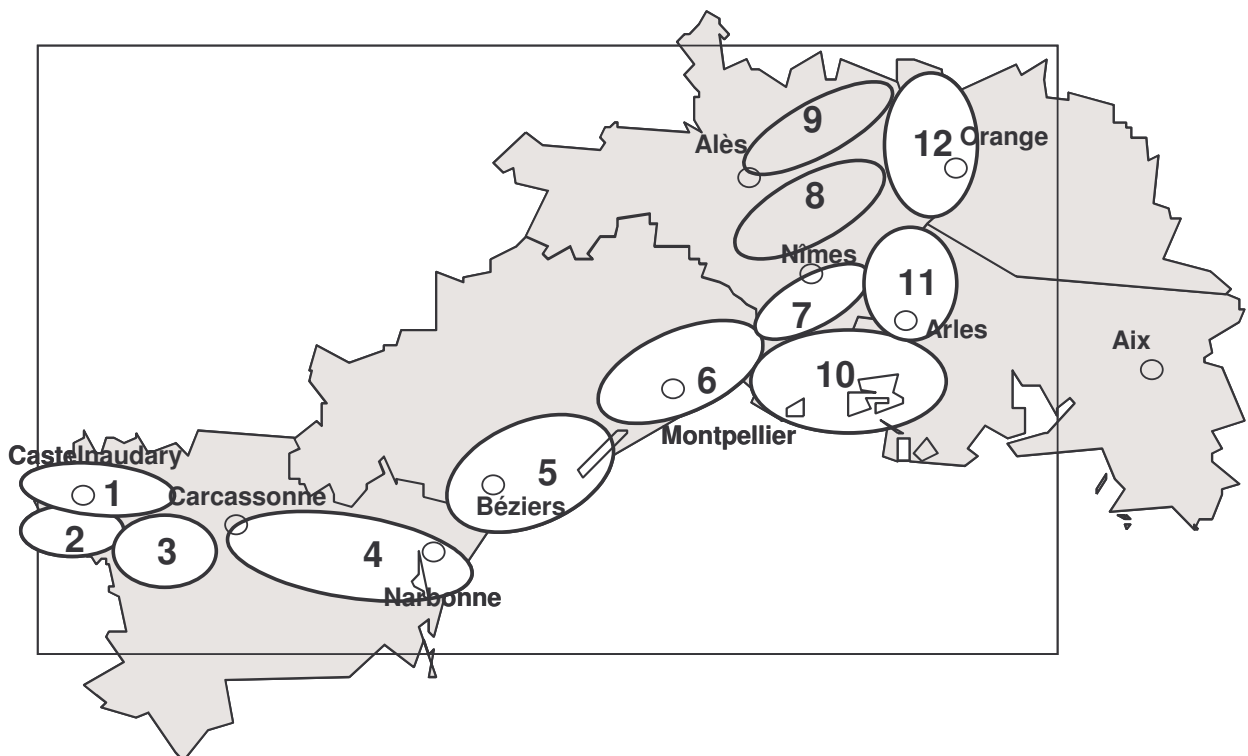 9
Alès
12 Orange
8
Nîmes
11
7
Arles
Aix
10
6
Montpellier
Castelnaudary
5
1
Carcassonne
Béziers
2
3
4
Narbonne